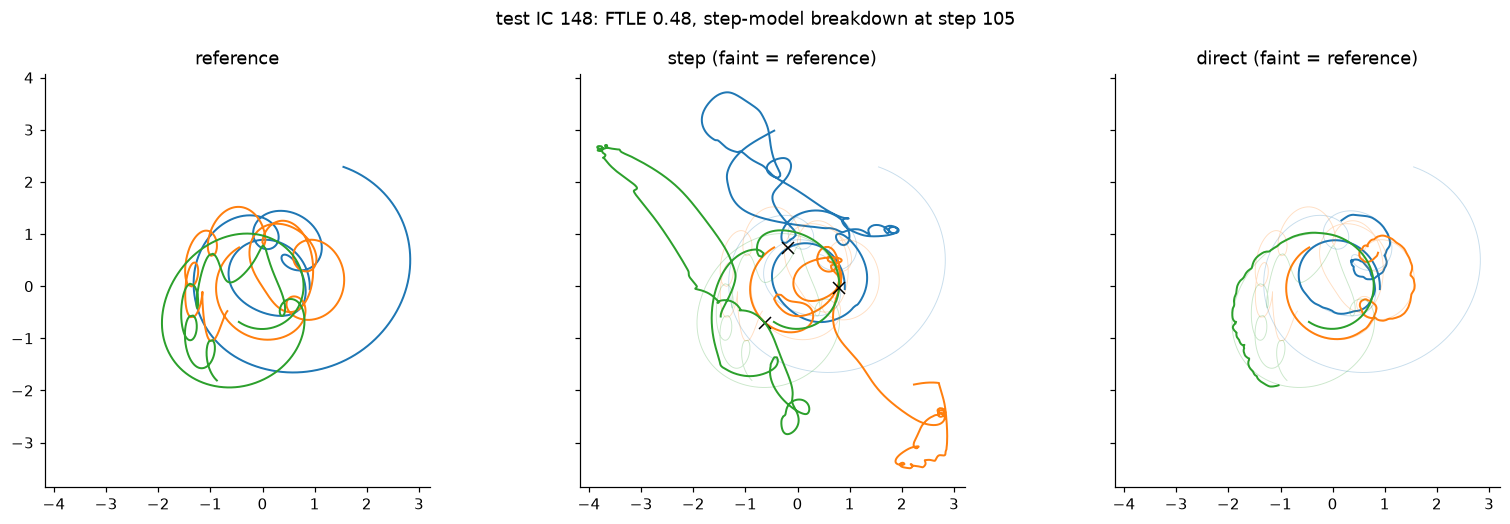 test IC 148: FTLE 0.48, step-model breakdown at step 105
reference
step (faint = reference)
direct (faint = reference)
4
3
2
1
0
−1
−2
−3
−4 −3 −2 −1 0 1 2 3
−4 −3 −2 −1 0 1 2 3
−4 −3 −2 −1 0 1 2 3